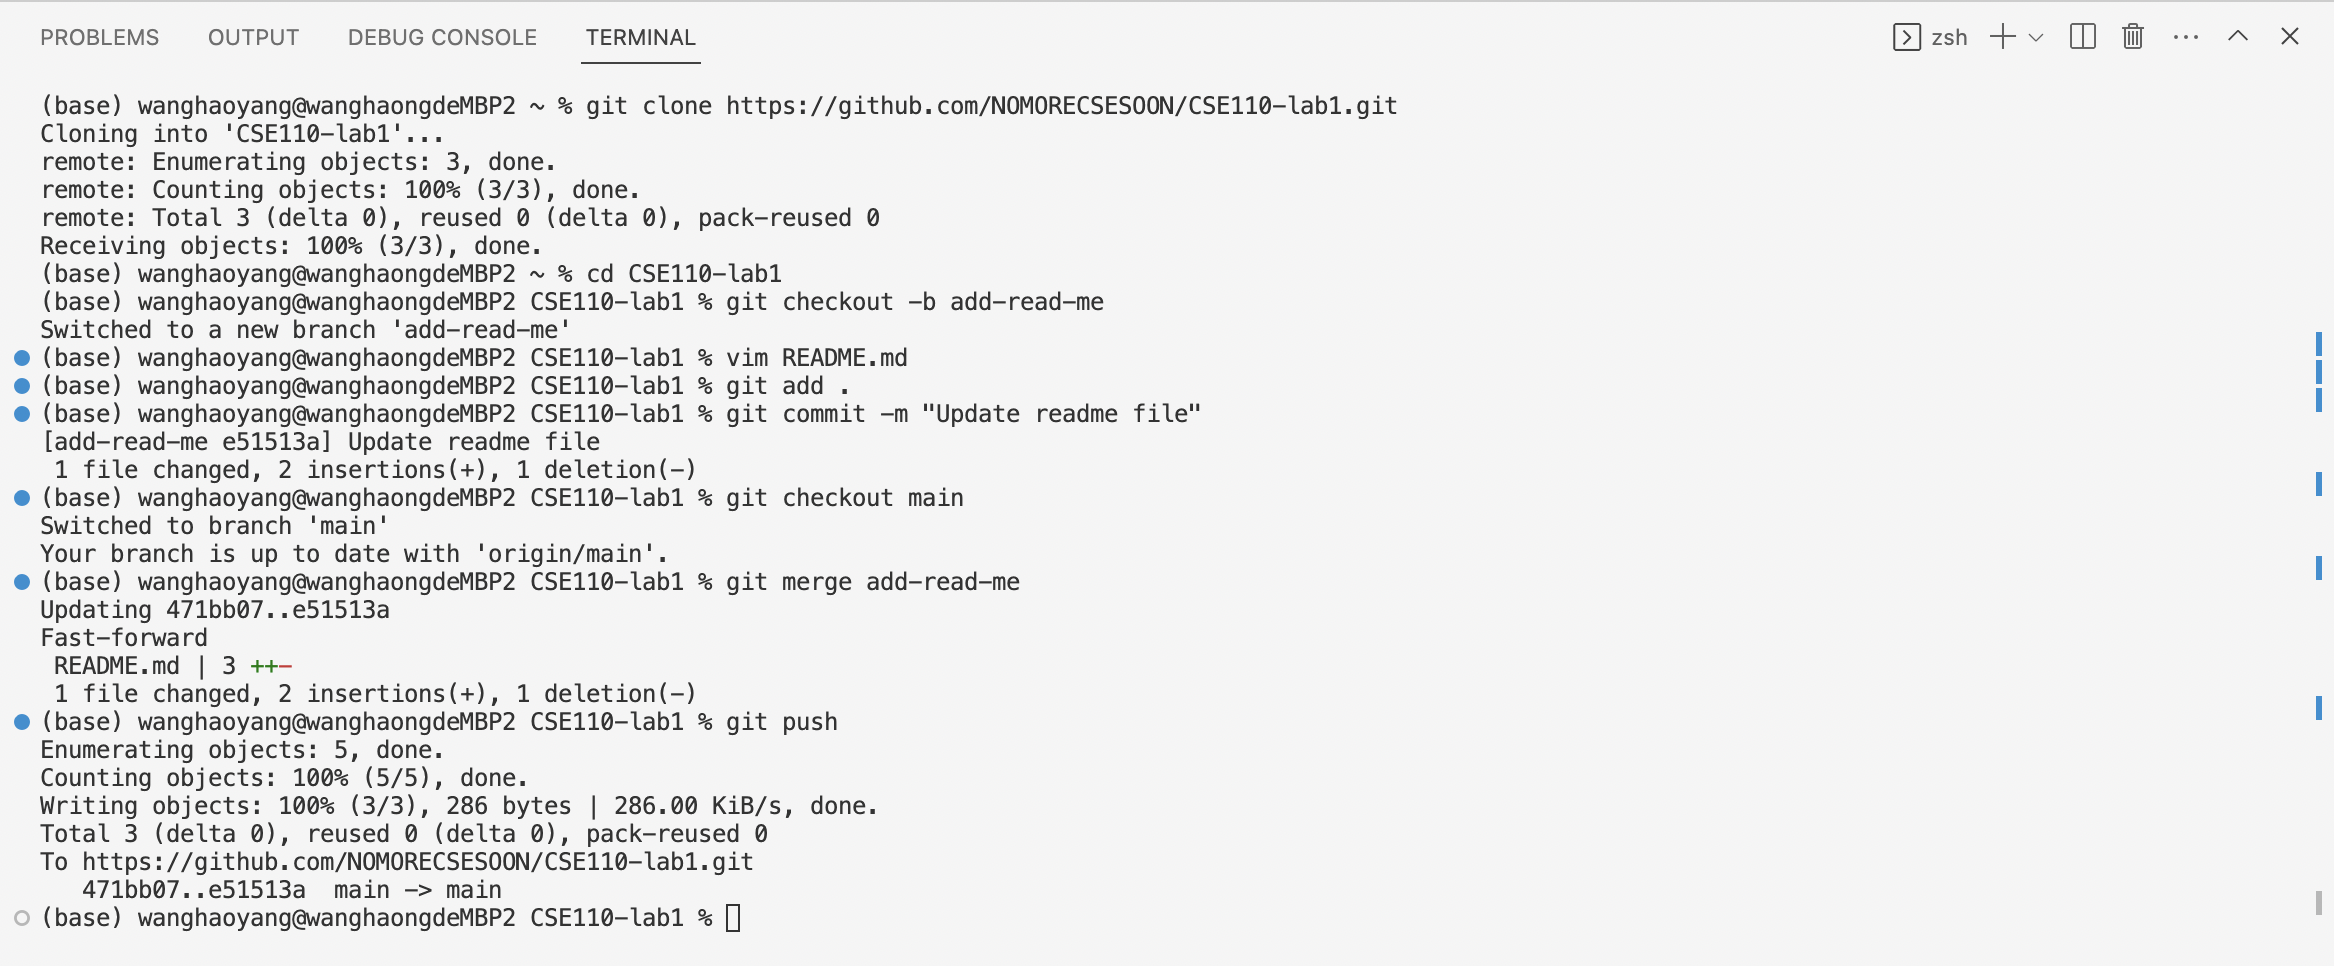 PROBLEMS OUTPUT DEBUG CONSOLE TERMINAL zsh
(base) wanghaoyang@wanghaongdeMBP2 ~ % git clone https://github.com/NOMORECSESOON/CSE110-lab1.git
Cloning into 'CSE110-lab1'...
remote: Enumerating objects: 3, done.
remote: Counting objects: 100% (3/3), done.
remote: Total 3 (delta 0), reused 0 (delta 0), pack-reused 0
Receiving objects: 100% (3/3), done.
(base) wanghaoyang@wanghaongdeMBP2 ~ % cd CSE110-lab1
(base) wanghaoyang@wanghaongdeMBP2 CSE110-lab1 % git checkout -b add-read-me
Switched to a new branch 'add-read-me'
(base) wanghaoyang@wanghaongdeMBP2 CSE110-lab1 % vim README.md
(base) wanghaoyang@wanghaongdeMBP2 CSE110-lab1 % git add .
(base) wanghaoyang@wanghaongdeMBP2 CSE110-lab1 % git commit -m "Update readme file"
[add-read-me e51513a] Update readme file
 1 file changed, 2 insertions(+), 1 deletion(-)
(base) wanghaoyang@wanghaongdeMBP2 CSE110-lab1 % git checkout main
Switched to branch 'main'
Your branch is up to date with 'origin/main'.
(base) wanghaoyang@wanghaongdeMBP2 CSE110-lab1 % git merge add-read-me
Updating 471bb07..e51513a
Fast-forward
 README.md | 3 ++-
 1 file changed, 2 insertions(+), 1 deletion(-)
(base) wanghaoyang@wanghaongdeMBP2 CSE110-lab1 % git push
Enumerating objects: 5, done.
Counting objects: 100% (5/5), done.
Writing objects: 100% (3/3), 286 bytes | 286.00 KiB/s, done.
Total 3 (delta 0), reused 0 (delta 0), pack-reused 0
To https://github.com/NOMORECSESOON/CSE110-lab1.git
   471bb07..e51513a  main -> main
(base) wanghaoyang@wanghaongdeMBP2 CSE110-lab1 %